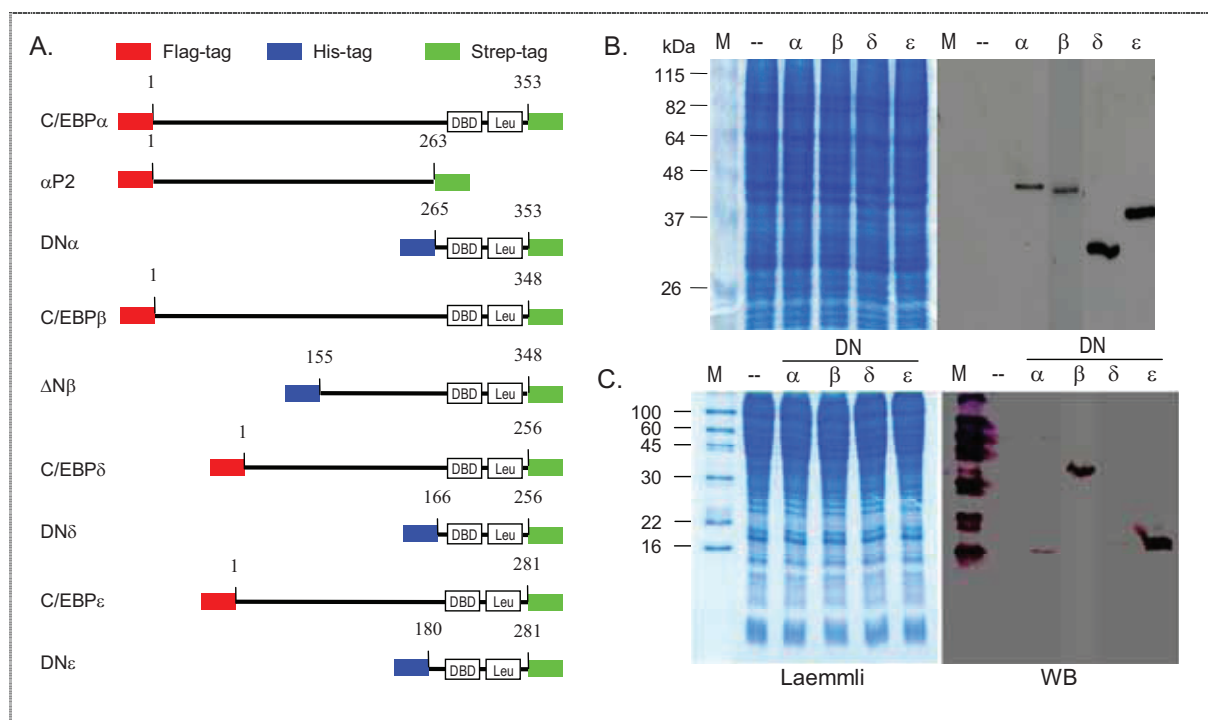 A.
Flag-tag His-tag Strep-tag
1 353
C/EBPα DBD Leu
1 263
αP2
265 353
DNα DBD Leu
1 348
C/EBPβ DBD Leu
155 348
ΔNβ DBD Leu
1 256
C/EBPδ DBD Leu
166 256
DNδ DBD Leu
1 281
C/EBPε DBD Leu
180 281
DNε DBD Leu
B.
kDa M -- α β δ ε M -- α β δ ε
115
82
64
48
37
26
C.
DN DN
M -- α β δ ε M -- α β δ ε
100
60
45
30
22
16
Laemmli WB